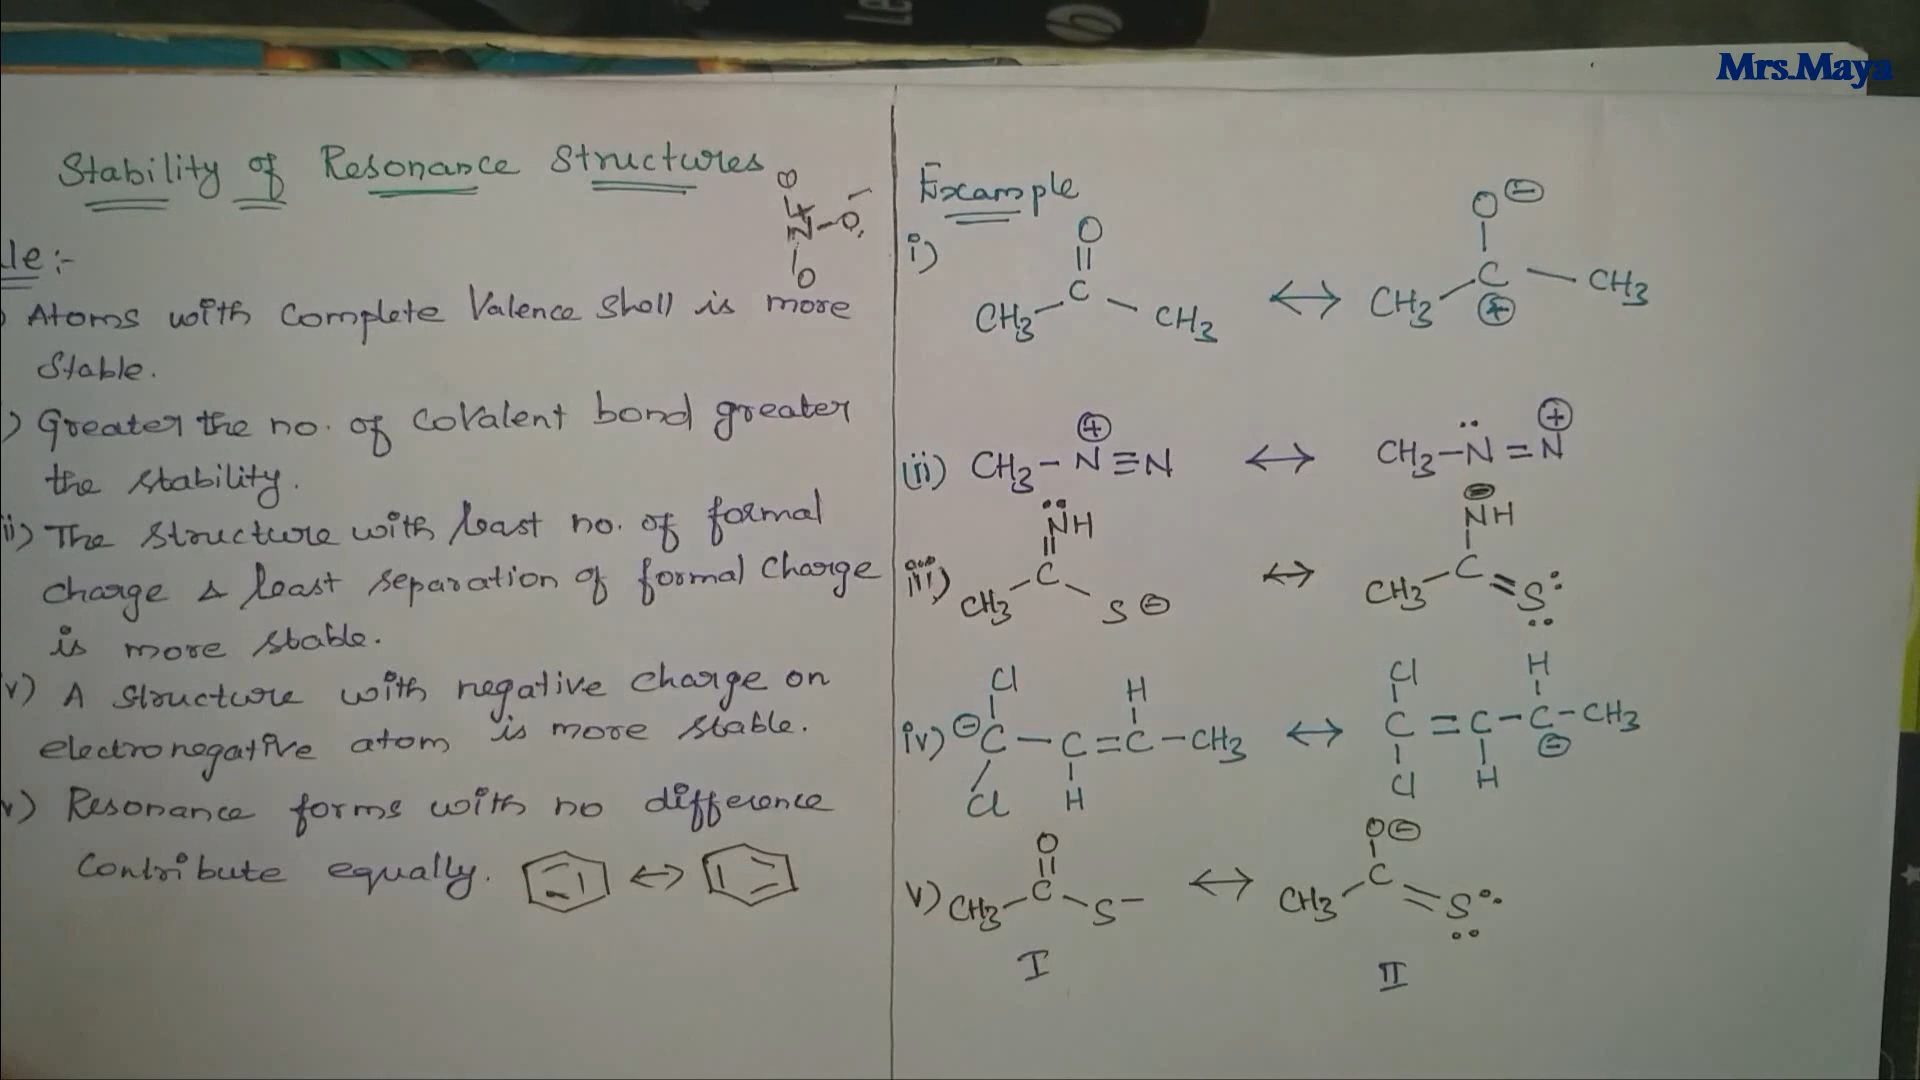 Mrs.Maya
Stability of Resonance Structures
O
+
N-O:
O
le:-
Atoms with Complete Valence Shell is more
Stable.
) Greater the no. of covalent bond greater
the stability.
ii) The structure with least no. of formal
charge & least separation of formal charge
is more stable.
v) A structure with negative charge on
electronegative atom is more stable.
v) Resonance forms with no difference
Contribute equally. ↔
Example
i)
O
||
C
CH3 CH3
↔
O ⊖
|
C
CH3 ⊕ CH3
(ii) CH3-N≡N ⊕ ↔ CH3-N̈=N ⊕
iii)
N̈H
||
C
CH3 S ⊖
↔
⊖
NH
|
C
CH3 = S:
iv)
Cl H
⊖C-C=C-CH3
Cl H
↔
Cl H
C=C-C-CH3
⊖
Cl H
v)
O
||
C
CH3 S-
I
↔
O⊖
|
C
CH3 = S:
II